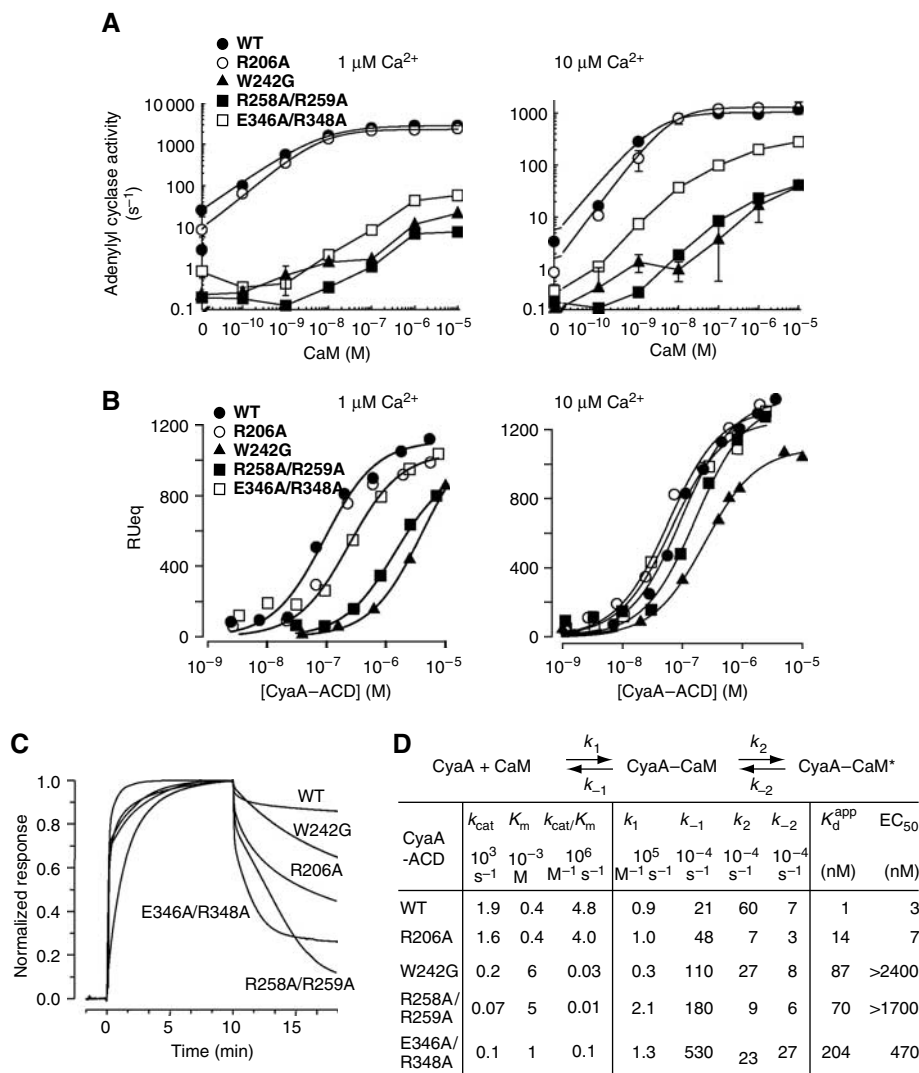 A
WT
R206A
W242G
R258A/R259A
E346A/R348A
1 μM Ca2+
10 μM Ca2+
Adenylyl cyclase activity
(s–1)
10 000
1000
100
10
1
0.1
0 10–10 10–9 10–8 10–7 10–6 10–5
CaM (M)
1000
100
10
1
0.1
0 10–10 10–9 10–8 10–7 10–6 10–5
CaM (M)
B
WT
R206A
W242G
R258A/R259A
E346A/R348A
1 μM Ca2+
10 μM Ca2+
RUeq
1200
800
400
0
10–9 10–8 10–7 10–6 10–5
[CyaA–ACD] (M)
1200
800
400
0
10–9 10–8 10–7 10–6 10–5
[CyaA–ACD] (M)
C
Normalized response
1.0
0.8
0.6
0.4
0.2
0.0
0 5 10 15
Time (min)
WT
W242G
R206A
E346A/R348A
R258A/R259A
D
CyaA + CaM k1 k–1 CyaA–CaM k2 k–2 CyaA–CaM*
CyaA -ACD kcat Km kcat/Km k1 k–1 k2 k–2 Kdapp EC50
103 s–1 10–3 M 106 M–1 s–1 105 M–1 s–1 10–4 s–1 10–4 s–1 10–4 s–1 (nM) (nM)
WT 1.9 0.4 4.8 0.9 21 60 7 1 3
R206A 1.6 0.4 4.0 1.0 48 7 3 14 7
W242G 0.2 6 0.03 0.3 110 27 8 87 >2400
R258A/ R259A 0.07 5 0.01 2.1 180 9 6 70 >1700
E346A/ R348A 0.1 1 0.1 1.3 530 23 27 204 470